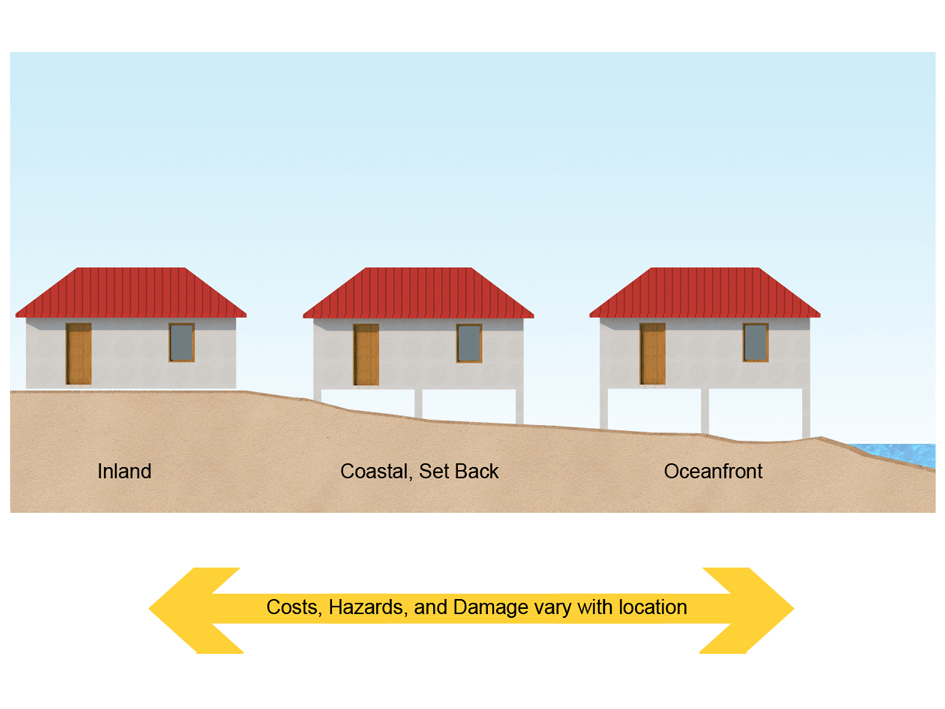 Inland
Coastal, Set Back
Oceanfront
Costs, Hazards, and Damage vary with location